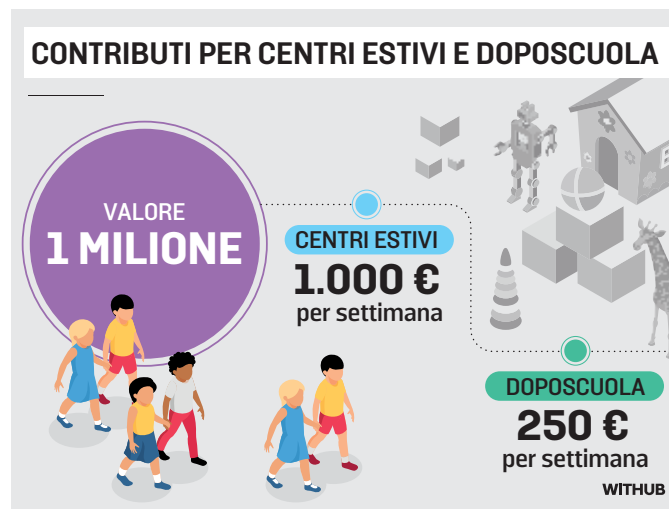 CONTRIBUTI PER CENTRI ESTIVI E DOPOSCUOLA
VALORE
1 MILIONE
CENTRI ESTIVI
1.000 €
per settimana
DOPOSCUOLA
250 €
per settimana
WITHUB